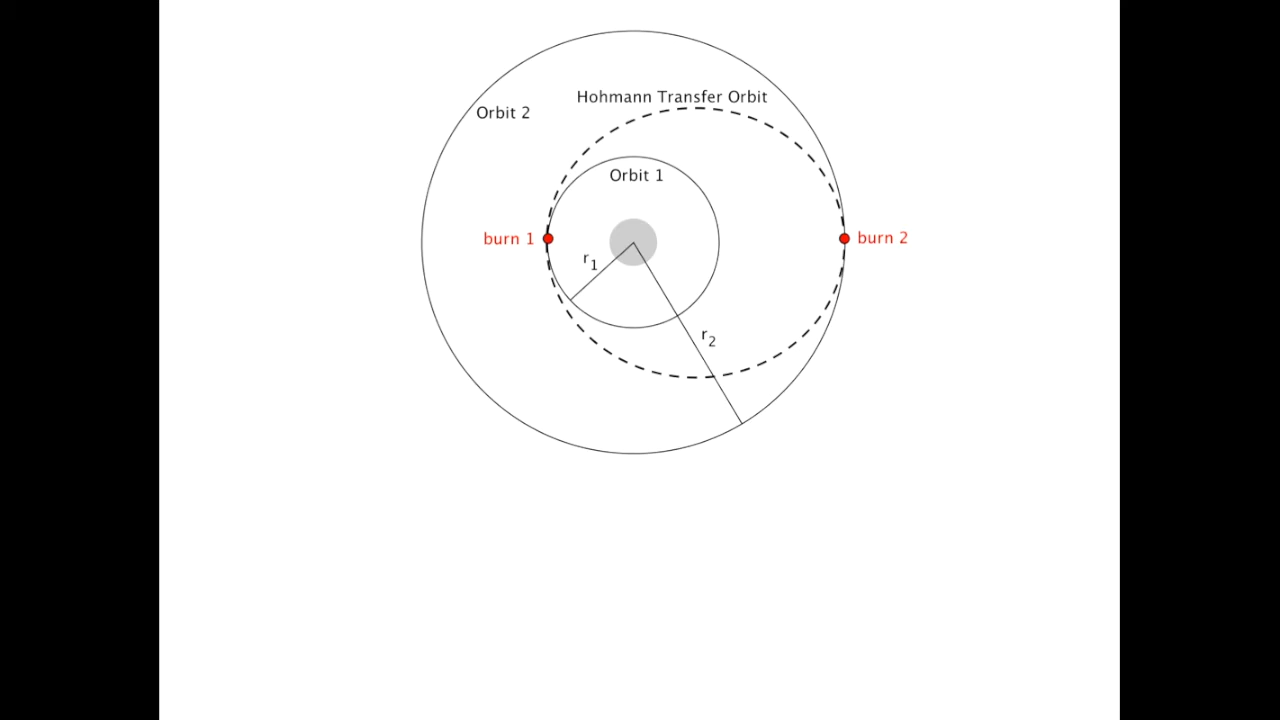 Hohmann Transfer Orbit
Orbit 2
Orbit 1
burn 1
burn 2
r1
r2